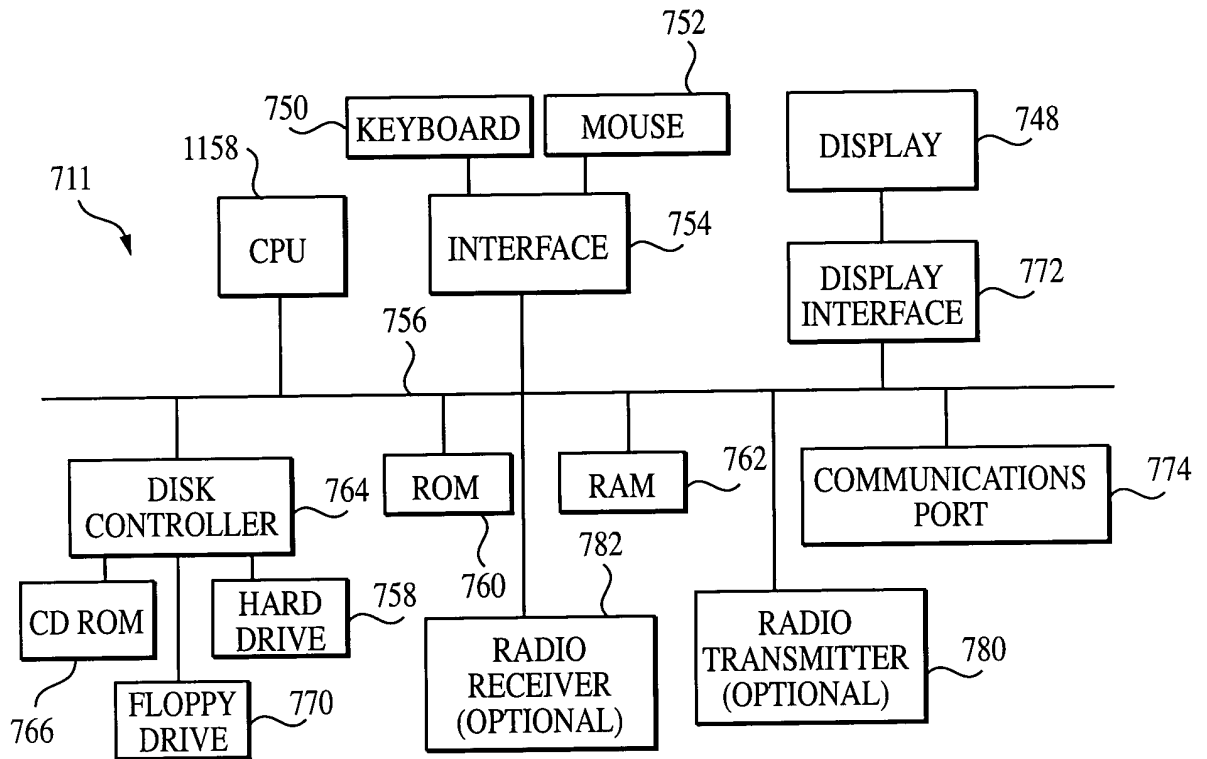 752
750
KEYBOARD
MOUSE
DISPLAY
748
1158
711
CPU
INTERFACE
754
DISPLAY
INTERFACE
772
756
DISK
CONTROLLER
764
ROM
760
RAM
762
COMMUNICATIONS
PORT
774
782
CD ROM
766
HARD
DRIVE
758
FLOPPY
DRIVE
770
RADIO
RECEIVER
(OPTIONAL)
RADIO
TRANSMITTER
(OPTIONAL)
780